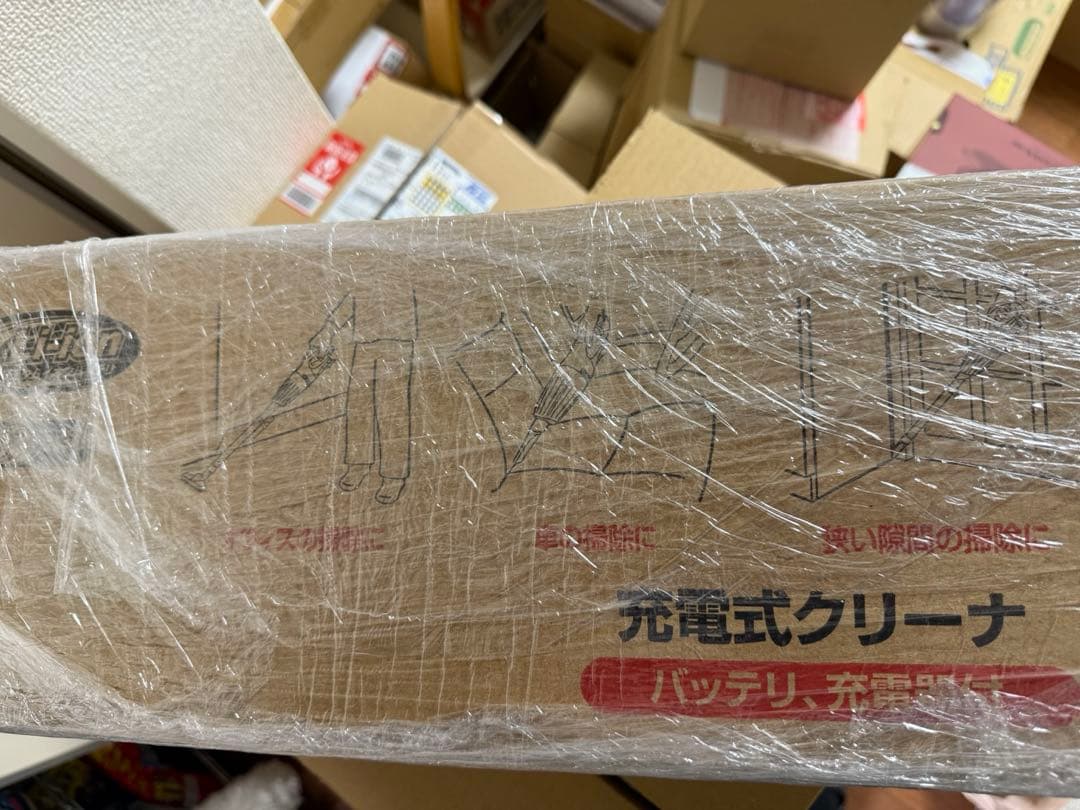 オフィスの掃除に
車の掃除に
狭い隙間の掃除に
充電式クリーナ
バッテリ、充電器付